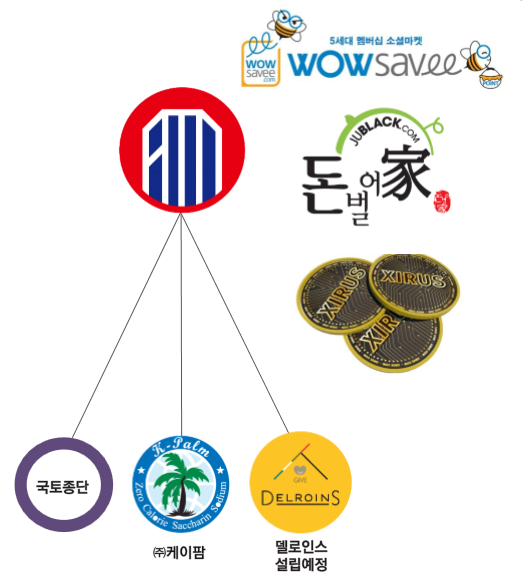 5세대 멤버십 소셜마켓
WOW
savee
.com
WOWsavee
POINT
JUBLACK.COM
돈벌어家
XIRUS
XIRUS
XIRUS
국토종단
K-Palm
Zero Calorie Saccharin Sodium
GIVE
DELROINS
㈜케이팜
델로인스
설립예정